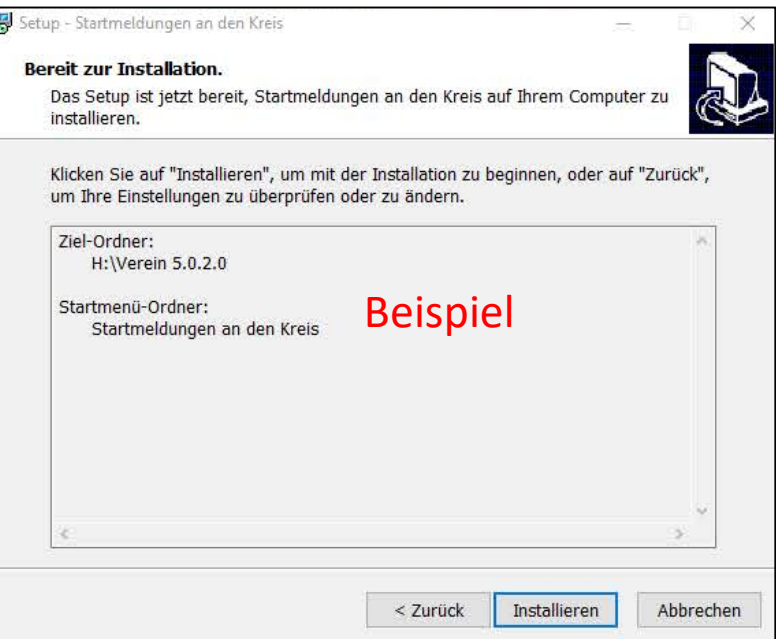 Setup - Startmeldungen an den Kreis
Bereit zur Installation.
Das Setup ist jetzt bereit, Startmeldungen an den Kreis auf Ihrem Computer zu
installieren.
Klicken Sie auf "Installieren", um mit der Installation zu beginnen, oder auf "Zurück",
um Ihre Einstellungen zu überprüfen oder zu ändern.
Ziel-Ordner:
H:\Verein 5.0.2.0
Startmenü-Ordner:
Startmeldungen an den Kreis
Beispiel
< Zurück
Installieren
Abbrechen